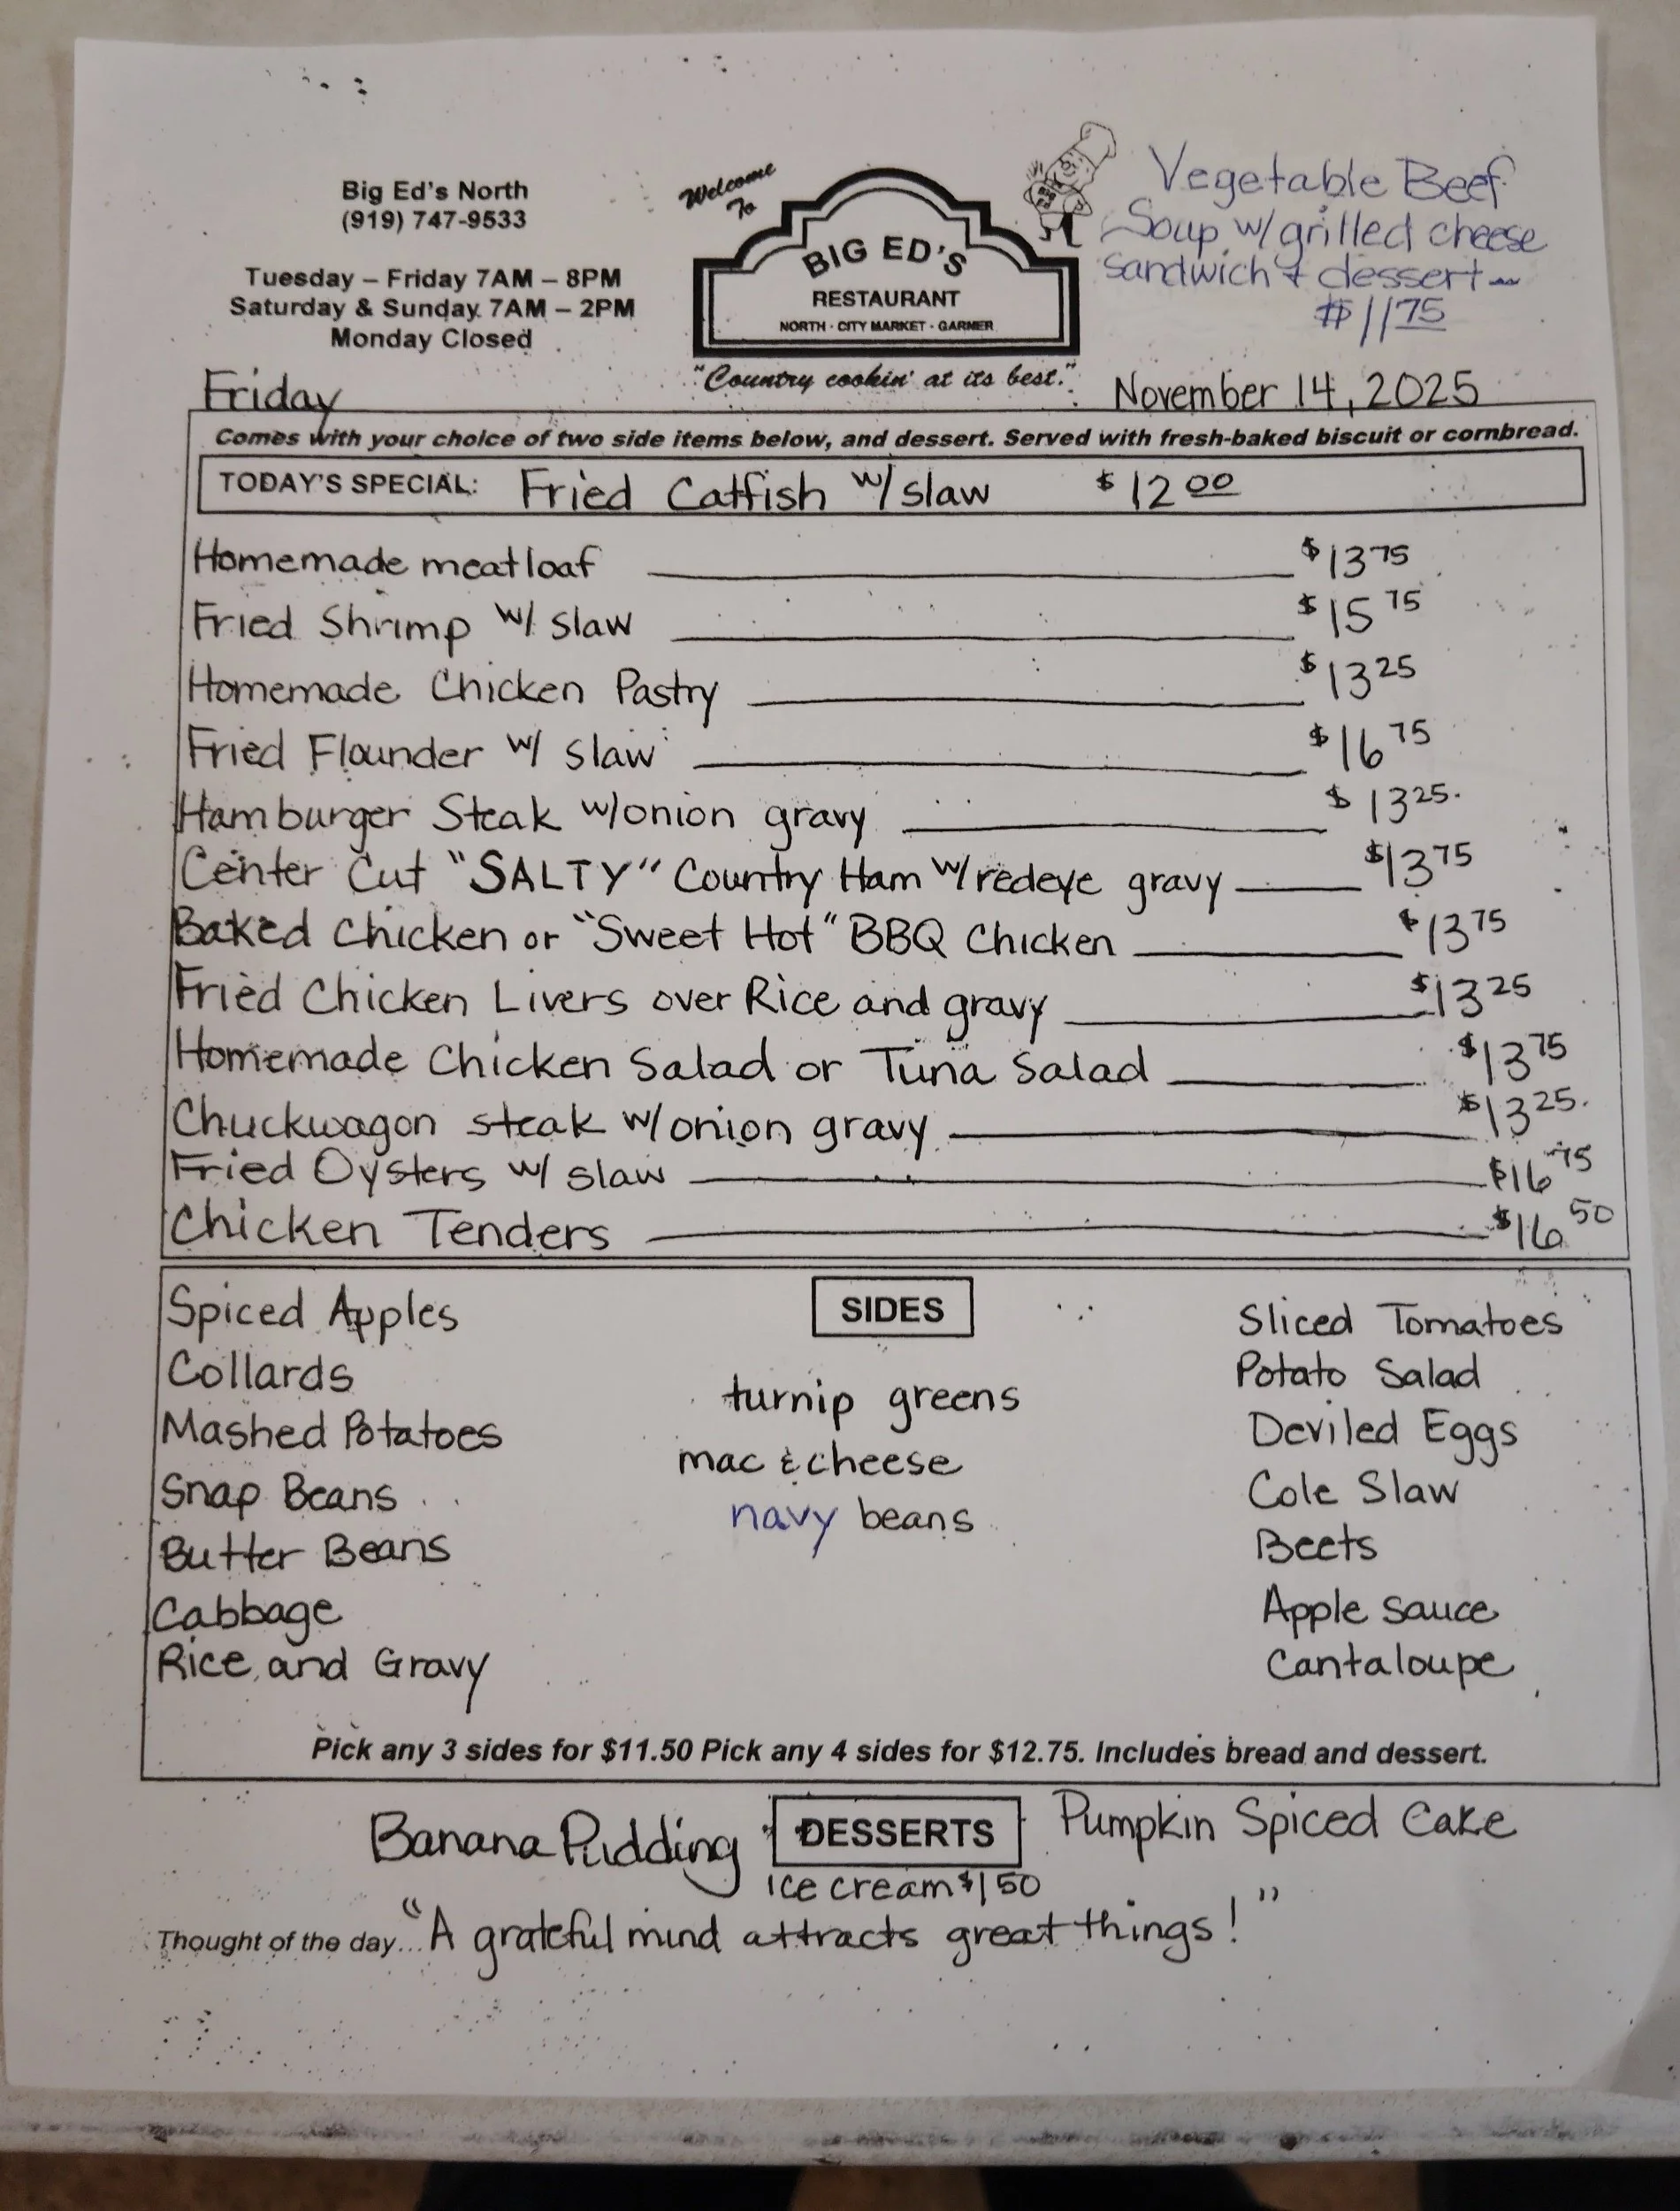 Big Ed's North
(919) 747-9533
Tuesday – Friday 7AM – 8PM
Saturday & Sunday 7AM – 2PM
Monday Closed
Welcome
To
BIG ED'S
RESTAURANT
NORTH · CITY MARKET · GARNER
"Country cookin' at its best."
Vegetable Beef
Soup w/ grilled cheese
sandwich & dessert
$11 75
Friday
November 14, 2025
Comes with your choice of two side items below, and dessert. Served with fresh-baked biscuit or cornbread.
TODAY'S SPECIAL: Fried Catfish w/ slaw $12 00
Homemade meatloaf $13 75
Fried Shrimp w/ slaw $15 75
Homemade Chicken Pastry $13 25
Fried Flounder w/ slaw $16 75
Hamburger Steak w/onion gravy $13 25
Center Cut "SALTY" Country Ham w/redeye gravy $13 75
Baked Chicken or "Sweet Hot" BBQ Chicken $13 75
Fried Chicken Livers over Rice and gravy $13 25
Homemade Chicken Salad or Tuna Salad $13 75
Chuckwagon steak w/onion gravy $13 25
Fried Oysters w/ slaw $16 75
Chicken Tenders $16 50
SIDES
Spiced Apples
Collards
Mashed Potatoes
Snap Beans
Butter Beans
Cabbage
Rice and Gravy
turnip greens
mac & cheese
navy beans
Sliced Tomatoes
Potato Salad
Deviled Eggs
Cole Slaw
Beets
Apple sauce
Cantaloupe
Pick any 3 sides for $11.50 Pick any 4 sides for $12.75. Includes bread and dessert.
Banana Pudding
DESSERTS
Pumpkin Spiced Cake
ice cream $1 50
Thought of the day... "A grateful mind attracts great things!"